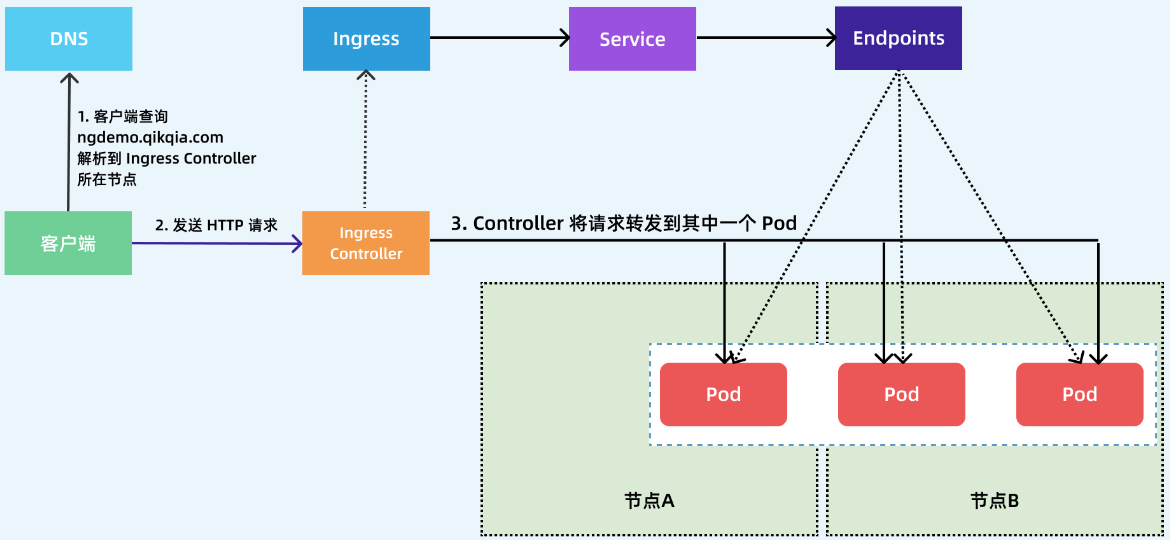 DNS
Ingress
Service
Endpoints
1. 客户端查询
ngdemo.qikqia.com
解析到 Ingress Controller
所在节点
客户端
2. 发送 HTTP 请求
Ingress
Controller
3. Controller 将请求转发到其中一个 Pod
Pod
Pod
Pod
节点A
节点B